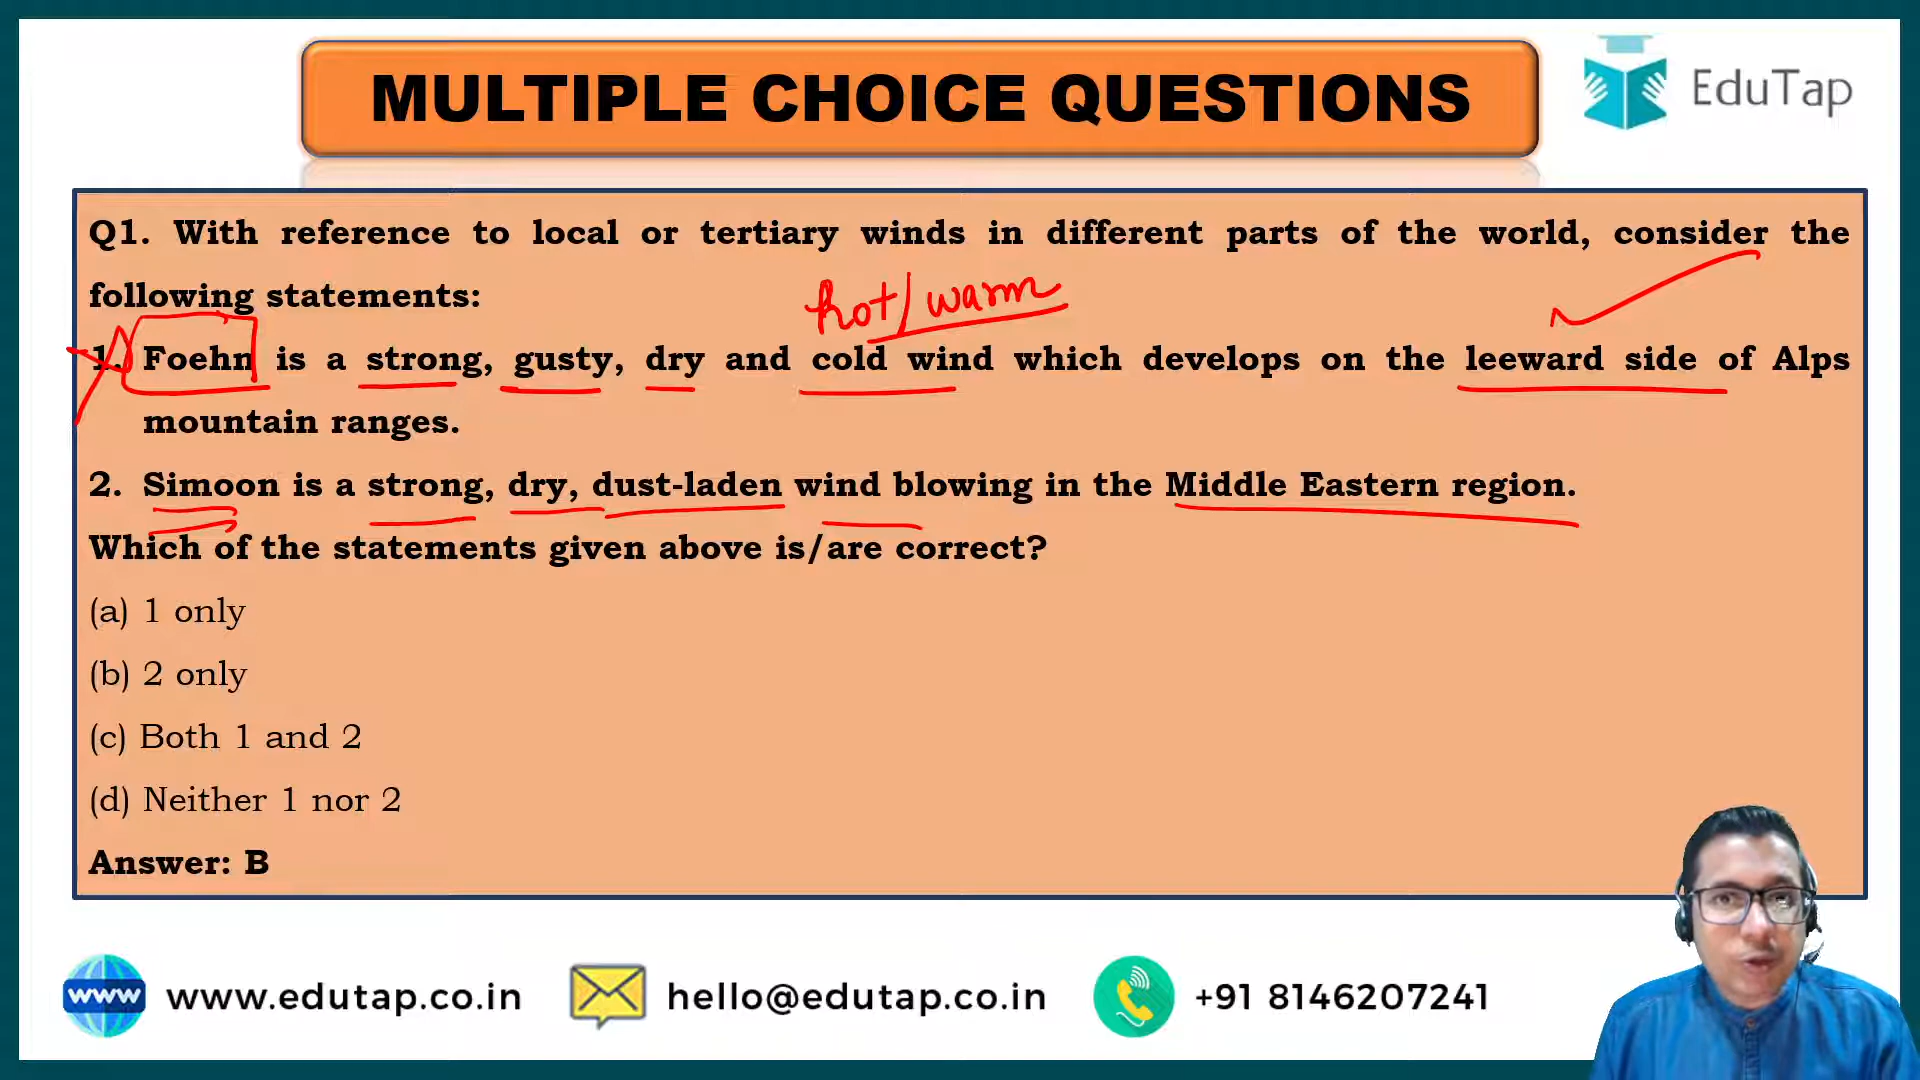 MULTIPLE CHOICE QUESTIONS
EduTap
Q1. With reference to local or tertiary winds in different parts of the world, consider the
following statements:
hot/warm
1. Foehn is a strong, gusty, dry and cold wind which develops on the leeward side of Alps
mountain ranges.
2. Simoon is a strong, dry, dust-laden wind blowing in the Middle Eastern region.
Which of the statements given above is/are correct?
(a) 1 only
(b) 2 only
(c) Both 1 and 2
(d) Neither 1 nor 2
Answer: B
www www.edutap.co.in hello@edutap.co.in +91 8146207241